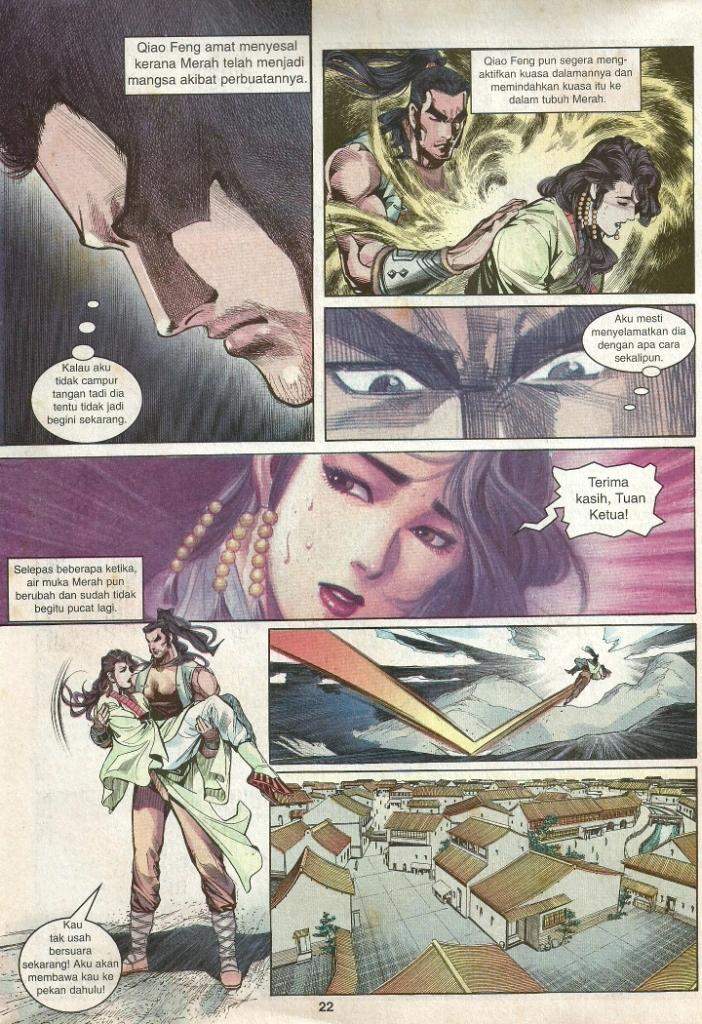 Qiao Feng amat menyesal
kerana Merah telah menjadi
mangsa akibat perbuatannya.
Kalau aku
tidak campur
tangan tadi dia
tentu tidak jadi
begini sekarang.
Qiao Feng pun segera meng-
aktifkan kuasa dalamannya dan
memindahkan kuasa itu ke
dalam tubuh Merah.
Aku mesti
menyelamatkan dia
dengan apa cara
sekalipun.
Terima
kasih, Tuan
Ketua!
Selepas beberapa ketika,
air muka Merah pun
berubah dan sudah tidak
begitu pucat lagi.
Kau
tak usah
bersuara
sekarang! Aku akan
membawa kau ke
pekan dahulu!
22